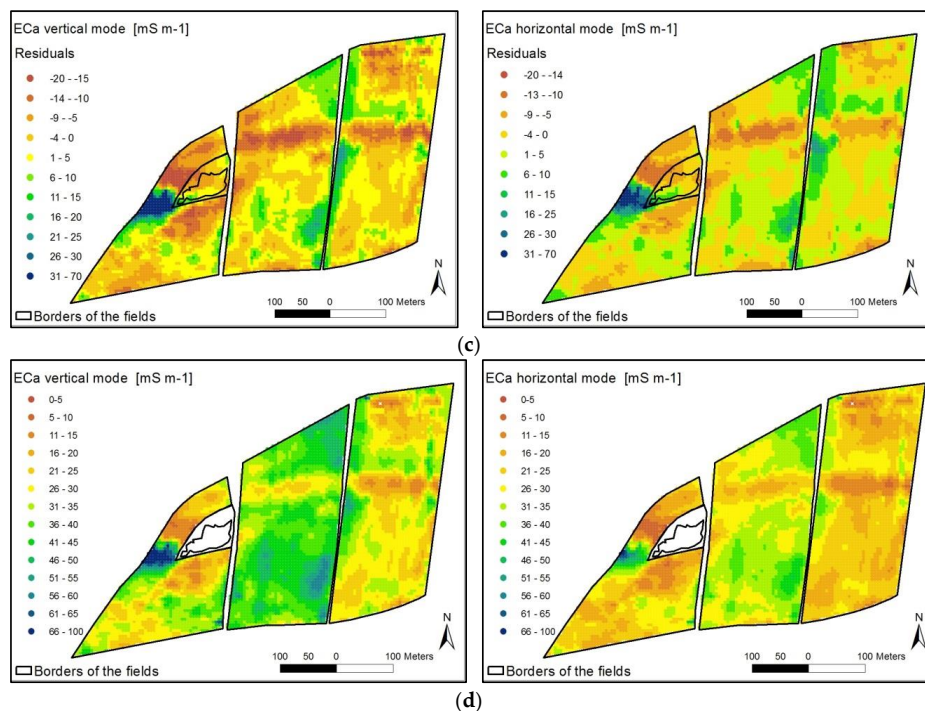 ECa vertical mode [mS m-1]
Residuals
-20 - -15
-14 - -10
-9 - -5
-4 - 0
1 - 5
6 - 10
11 - 15
16 - 20
21 - 25
26 - 30
31 - 70
N
100 50 0 100 Meters
Borders of the fields
ECa horizontal mode [mS m-1]
Residuals
-20 - -14
-13 - -10
-9 - -5
-4 - 0
1 - 5
6 - 10
11 - 15
16 - 25
26 - 30
31 - 70
N
100 50 0 100 Meters
Borders of the fields
(c)
ECa vertical mode [mS m-1]
0-5
5 - 10
11 - 15
16 - 20
21 - 25
26 - 30
31 - 35
36 - 40
41 - 45
46 - 50
51 - 55
56 - 60
61 - 65
66 - 100
N
100 50 0 100 Meters
Borders of the fields
ECa horizontal mode [mS m-1]
0-5
5 - 10
11 - 15
16 - 20
21 - 25
26 - 30
31 - 35
36 - 40
41 - 45
46 - 50
51 - 55
56 - 60
61 - 65
66 - 100
N
100 50 0 100 Meters
Borders of the fields
(d)